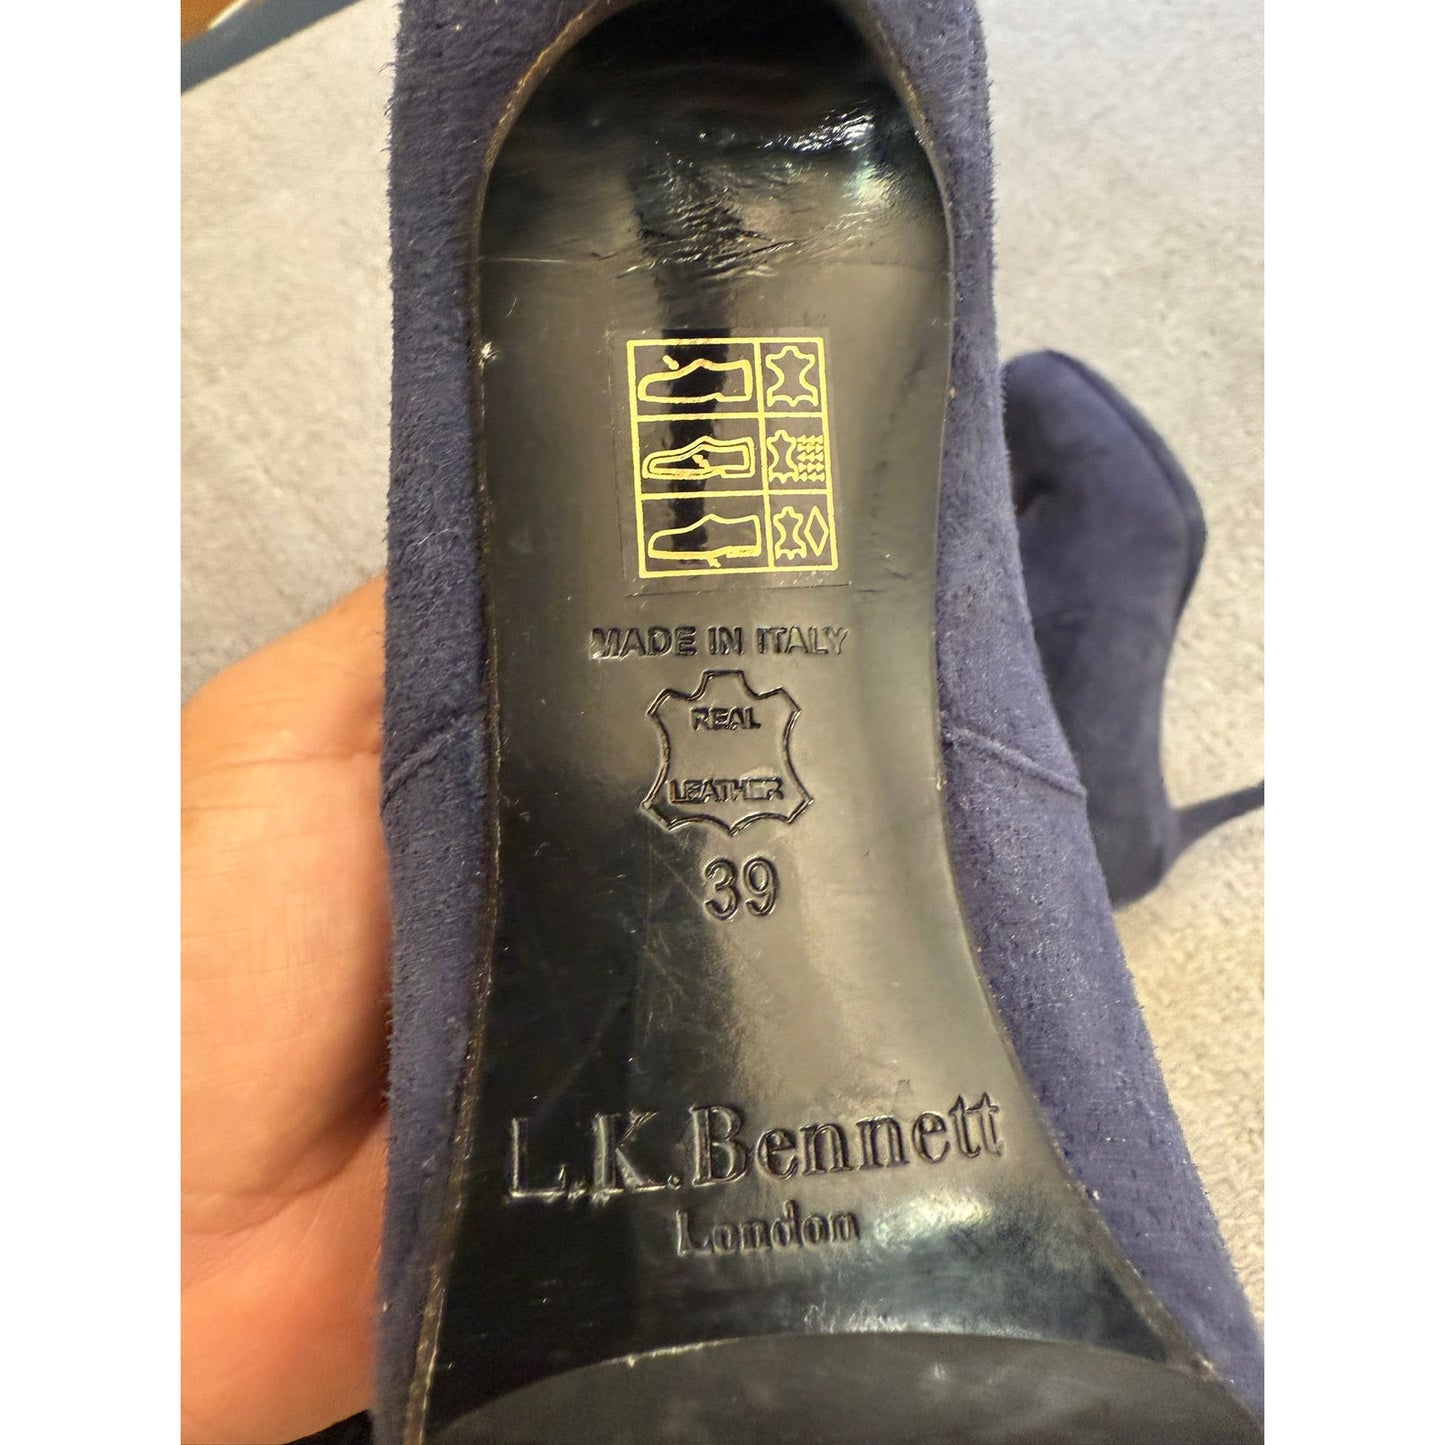 MADE IN ITALY
REAL
LEATHER
39
L.K.Bennett
London